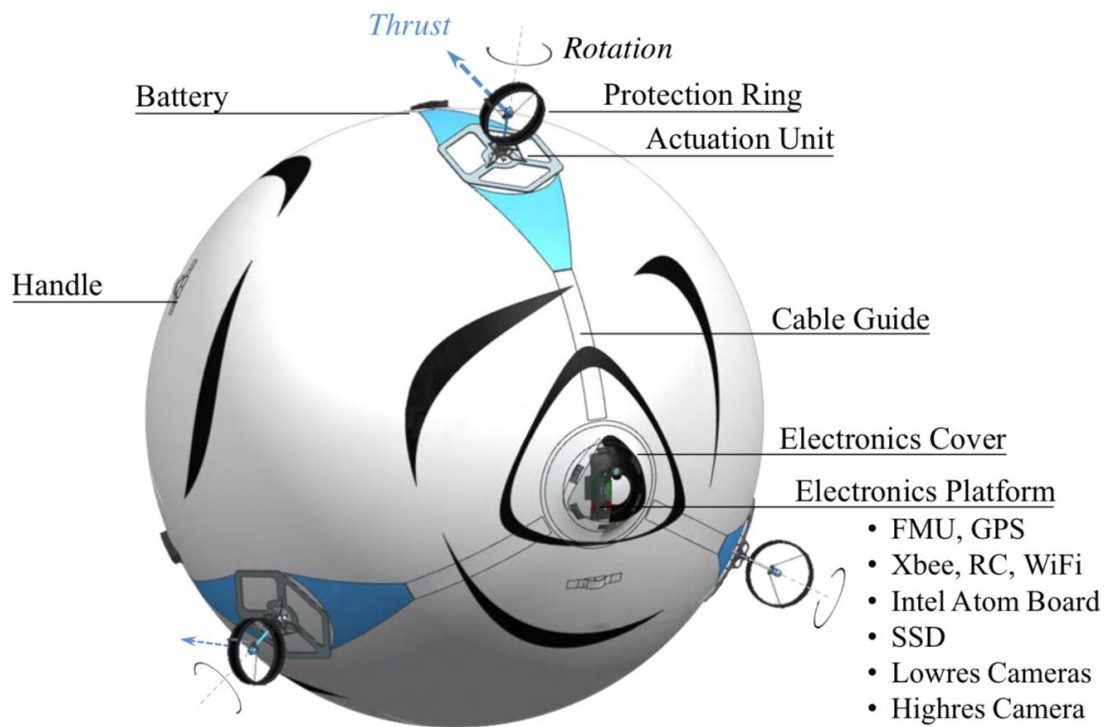 Thrust
Rotation
Battery
Protection Ring
Actuation Unit
Handle
Cable Guide
Electronics Cover
Electronics Platform
• FMU, GPS
• Xbee, RC, WiFi
• Intel Atom Board
• SSD
• Lowres Cameras
• Highres Camera